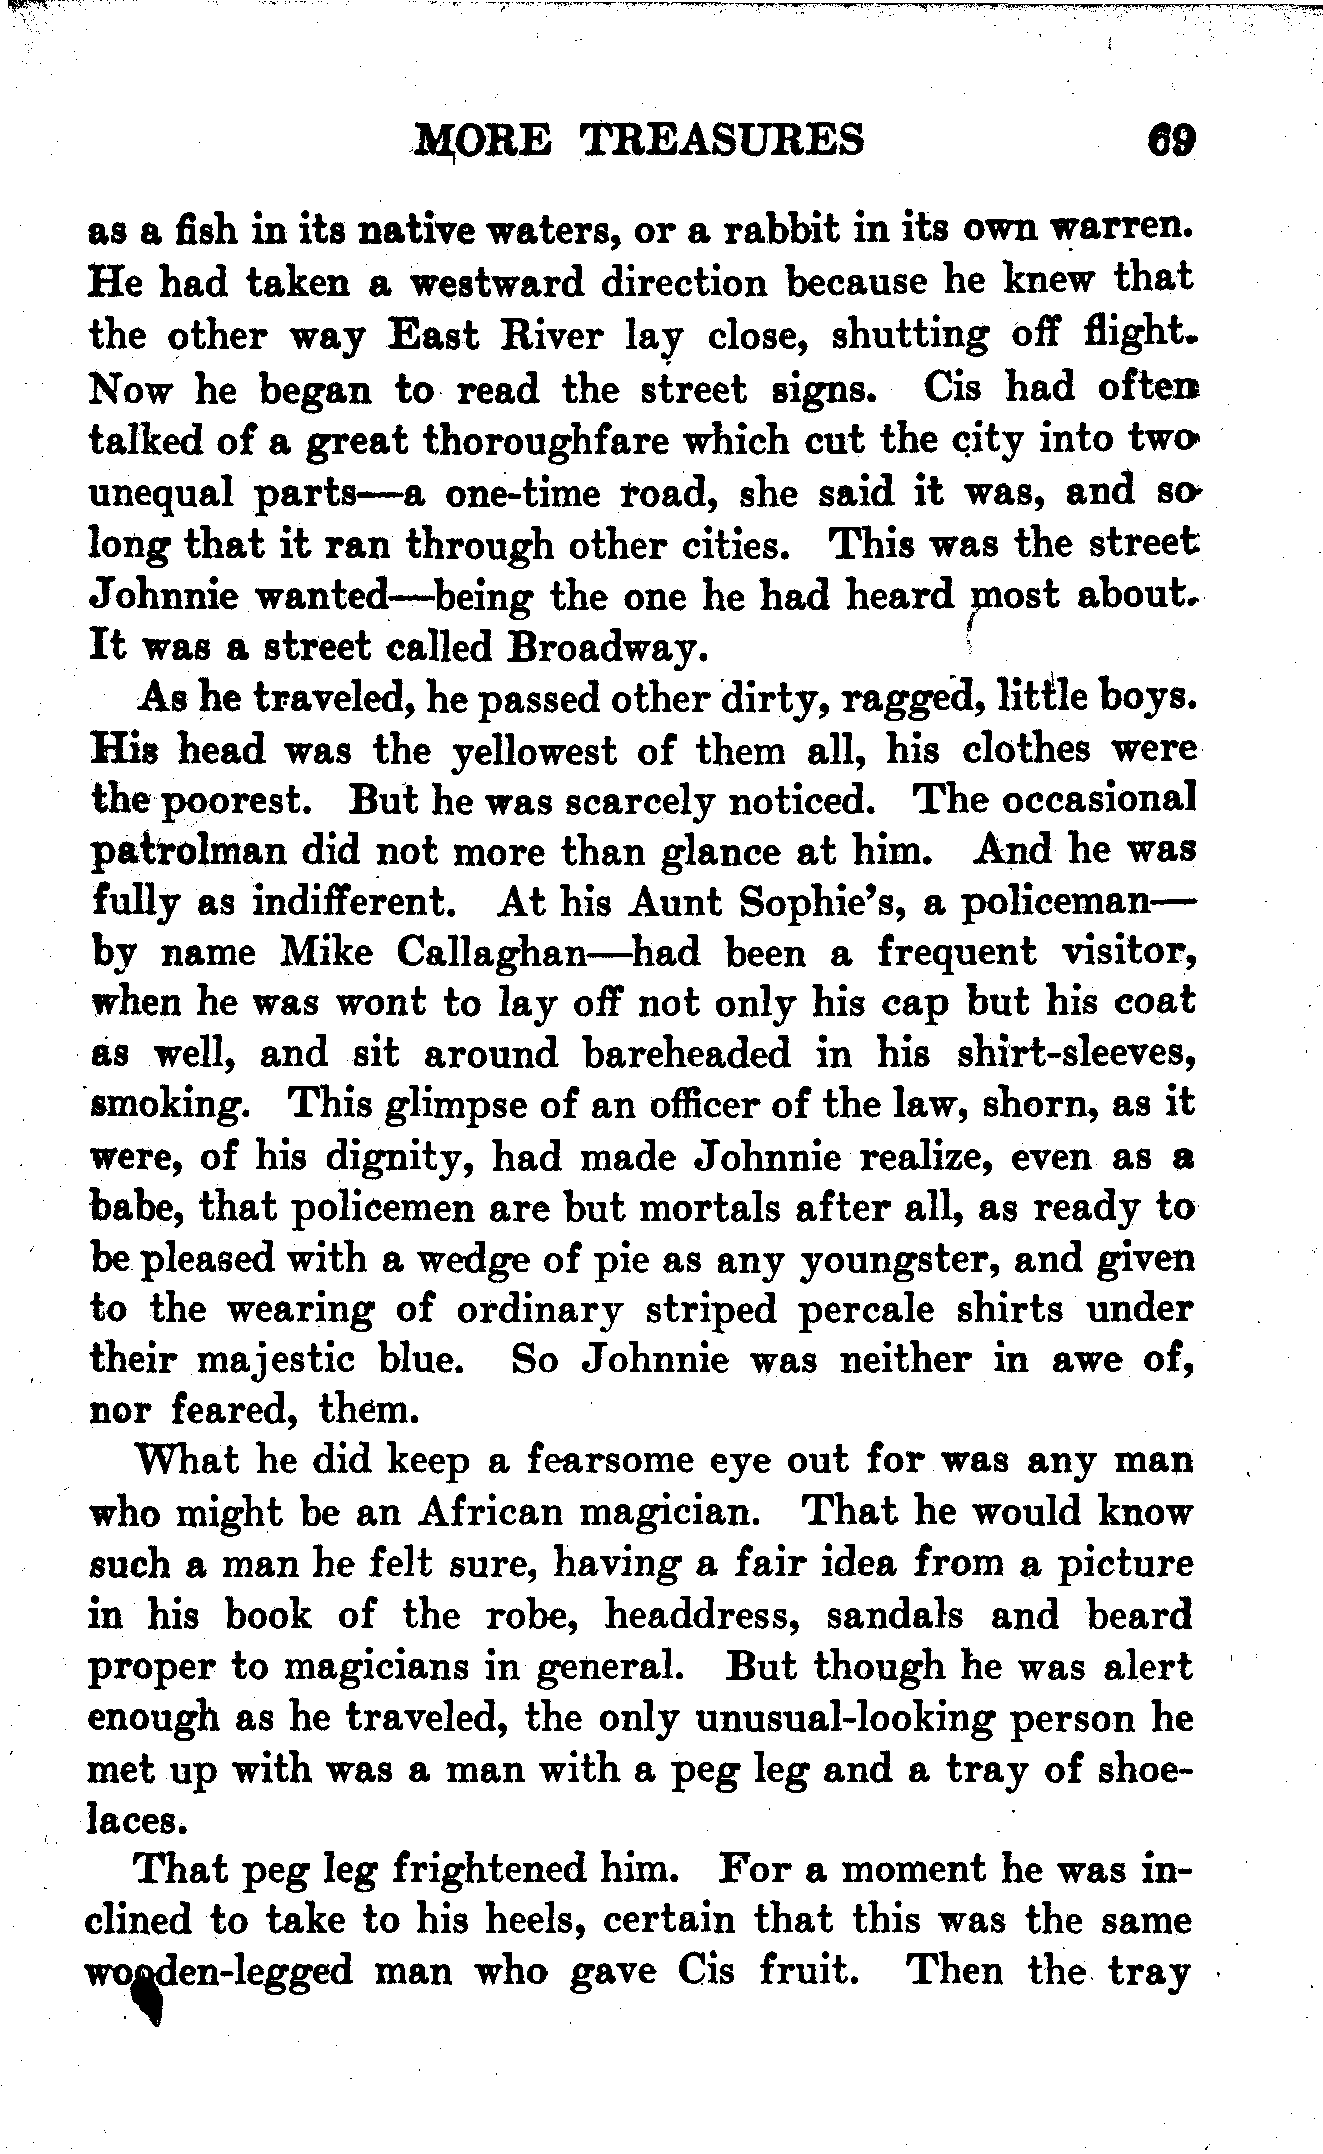 MORE TREASURES 69
as a fish in its native waters, or a rabbit in its own warren.
He had taken a westward direction because he knew that
the other way East River lay close, shutting off flight.
Now he began to read the street signs. Cis had often
talked of a great thoroughfare which cut the city into two
unequal parts—a one-time road, she said it was, and so
long that it ran through other cities. This was the street
Johnnie wanted—being the one he had heard most about.
It was a street called Broadway.
As he traveled, he passed other dirty, ragged, little boys.
His head was the yellowest of them all, his clothes were
the poorest. But he was scarcely noticed. The occasional
patrolman did not more than glance at him. And he was
fully as indifferent. At his Aunt Sophie's, a policeman—
by name Mike Callaghan—had been a frequent visitor,
when he was wont to lay off not only his cap but his coat
as well, and sit around bareheaded in his shirt-sleeves,
smoking. This glimpse of an officer of the law, shorn, as it
were, of his dignity, had made Johnnie realize, even as a
babe, that policemen are but mortals after all, as ready to
be pleased with a wedge of pie as any youngster, and given
to the wearing of ordinary striped percale shirts under
their majestic blue. So Johnnie was neither in awe of,
nor feared, them.
What he did keep a fearsome eye out for was any man
who might be an African magician. That he would know
such a man he felt sure, having a fair idea from a picture
in his book of the robe, headdress, sandals and beard
proper to magicians in general. But though he was alert
enough as he traveled, the only unusual-looking person he
met up with was a man with a peg leg and a tray of shoe-
laces.
That peg leg frightened him. For a moment he was in-
clined to take to his heels, certain that this was the same
wooden-legged man who gave Cis fruit. Then the tray